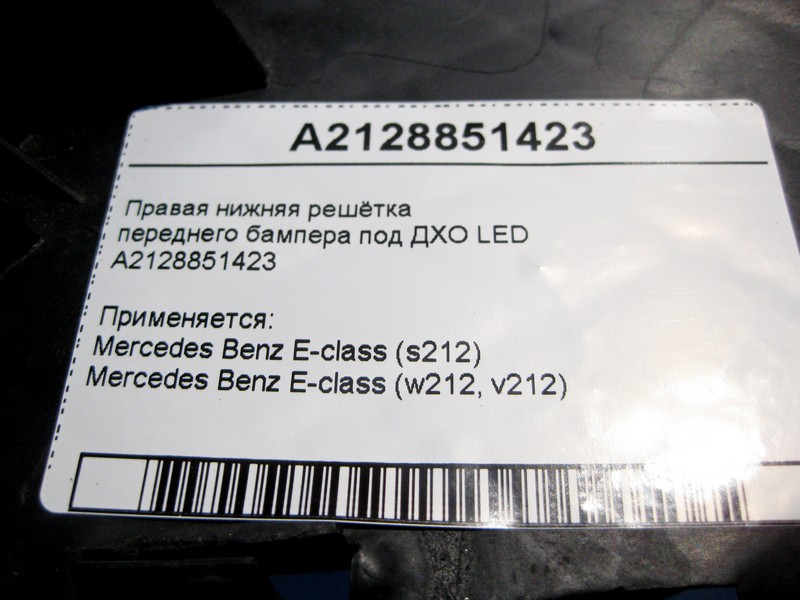 A2128851423
Правая нижняя решётка
переднего бампера под ДХО LED
A2128851423
Применяется:
Mercedes Benz E-class (s212)
Mercedes Benz E-class (w212, v212)